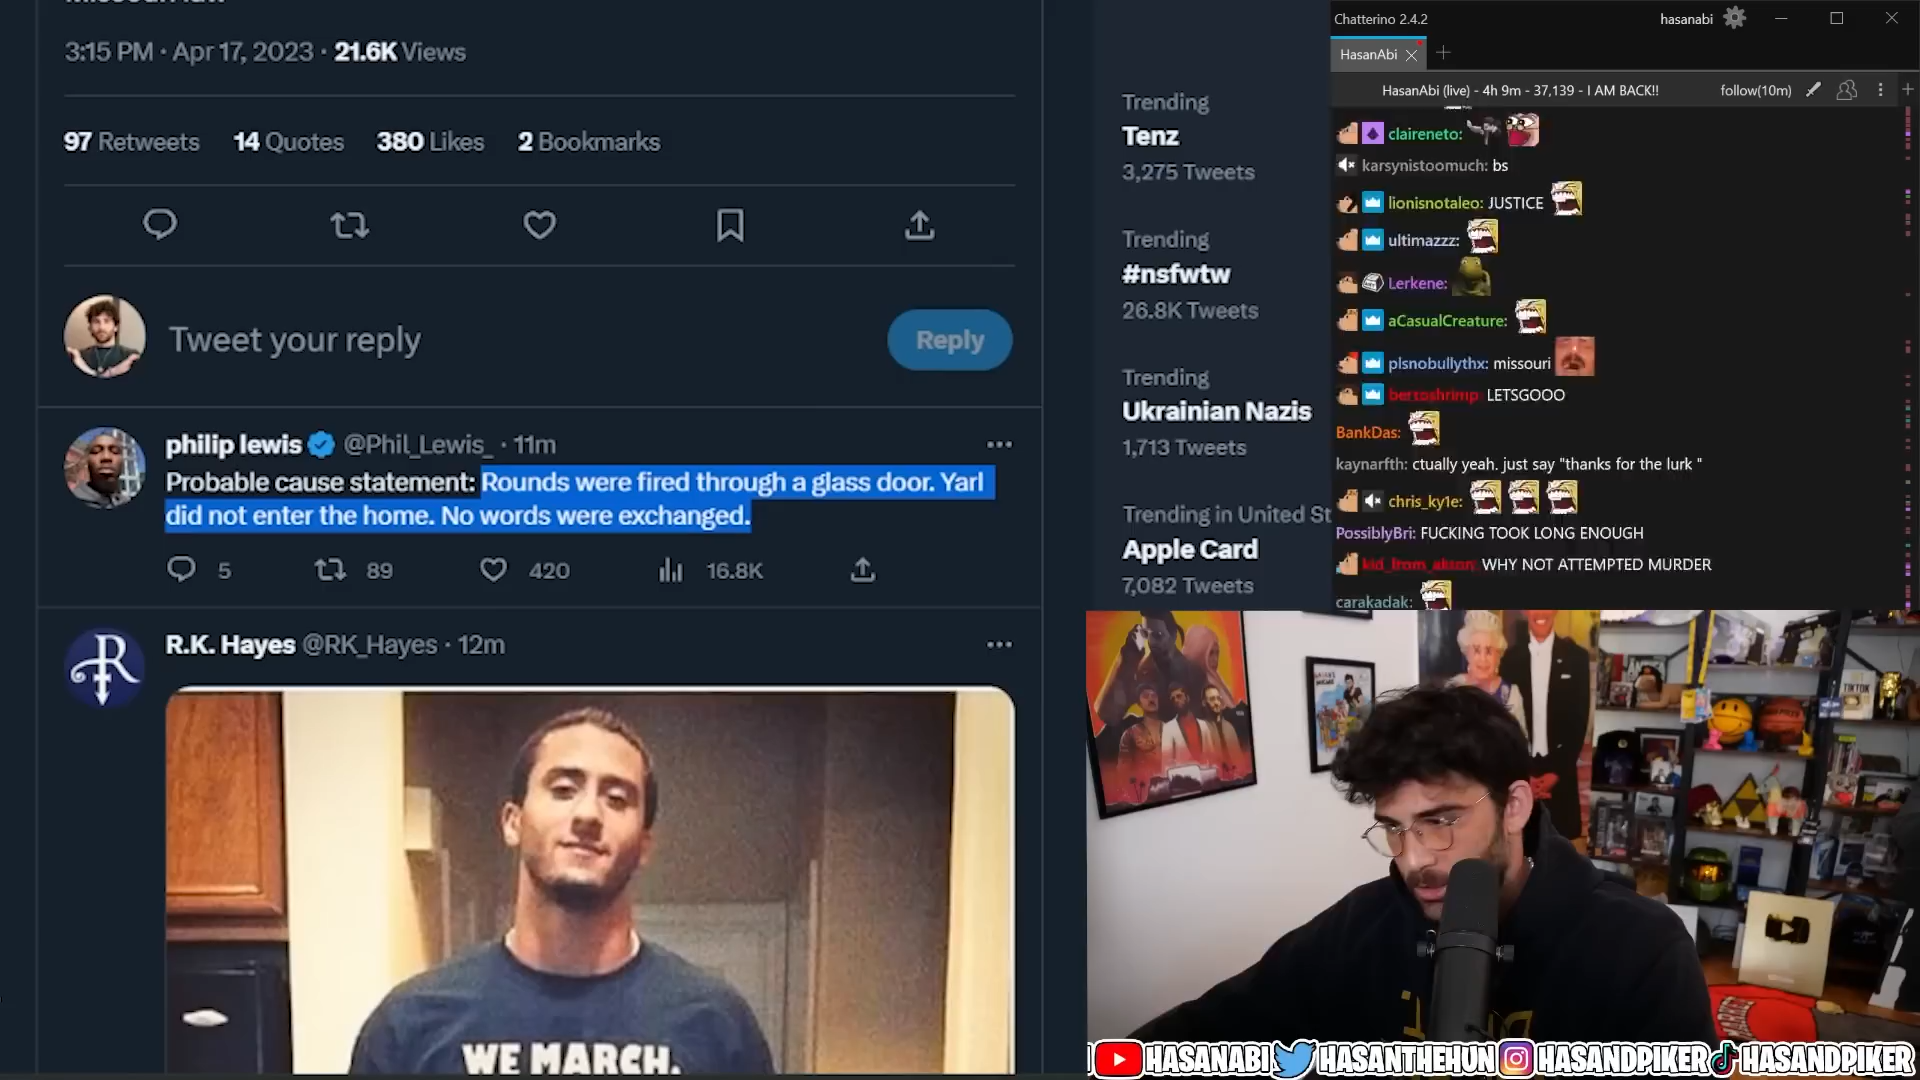 3:15 PM · Apr 17, 2023 · 21.6K Views
97 Retweets 14 Quotes 380 Likes 2 Bookmarks
Tweet your reply
Reply
philip lewis @Phil_Lewis_ · 11m
Probable cause statement: Rounds were fired through a glass door. Yarl
did not enter the home. No words were exchanged.
5 89 420 16.8K
R.K. Hayes @RK_Hayes · 12m
WE MARCH.
Trending
Tenz
3,275 Tweets
Trending
#nsfwtw
26.8K Tweets
Trending
Ukrainian Nazis
1,713 Tweets
Trending in United St
Apple Card
7,082 Tweets
Chatterino 2.4.2
hasanabi
HasanAbi
HasanAbi (live) - 4h 9m - 37,139 - I AM BACK!!
follow(10m)
claireneto:
karsynistoomuch: bs
lionisnotaleo: JUSTICE
ultimazzz:
Lerkene:
aCasualCreature:
plsnobullythx: missouri
LETSGOOO
BankDas:
kaynarfth: ctually yeah. just say "thanks for the lurk "
chris_ky1e:
PossiblyBri: FUCKING TOOK LONG ENOUGH
WHY NOT ATTEMPTED MURDER
carakadak:
TIKTOK
HASANABI HASANTHEHUN HASANDPIKER HASANDPIKER